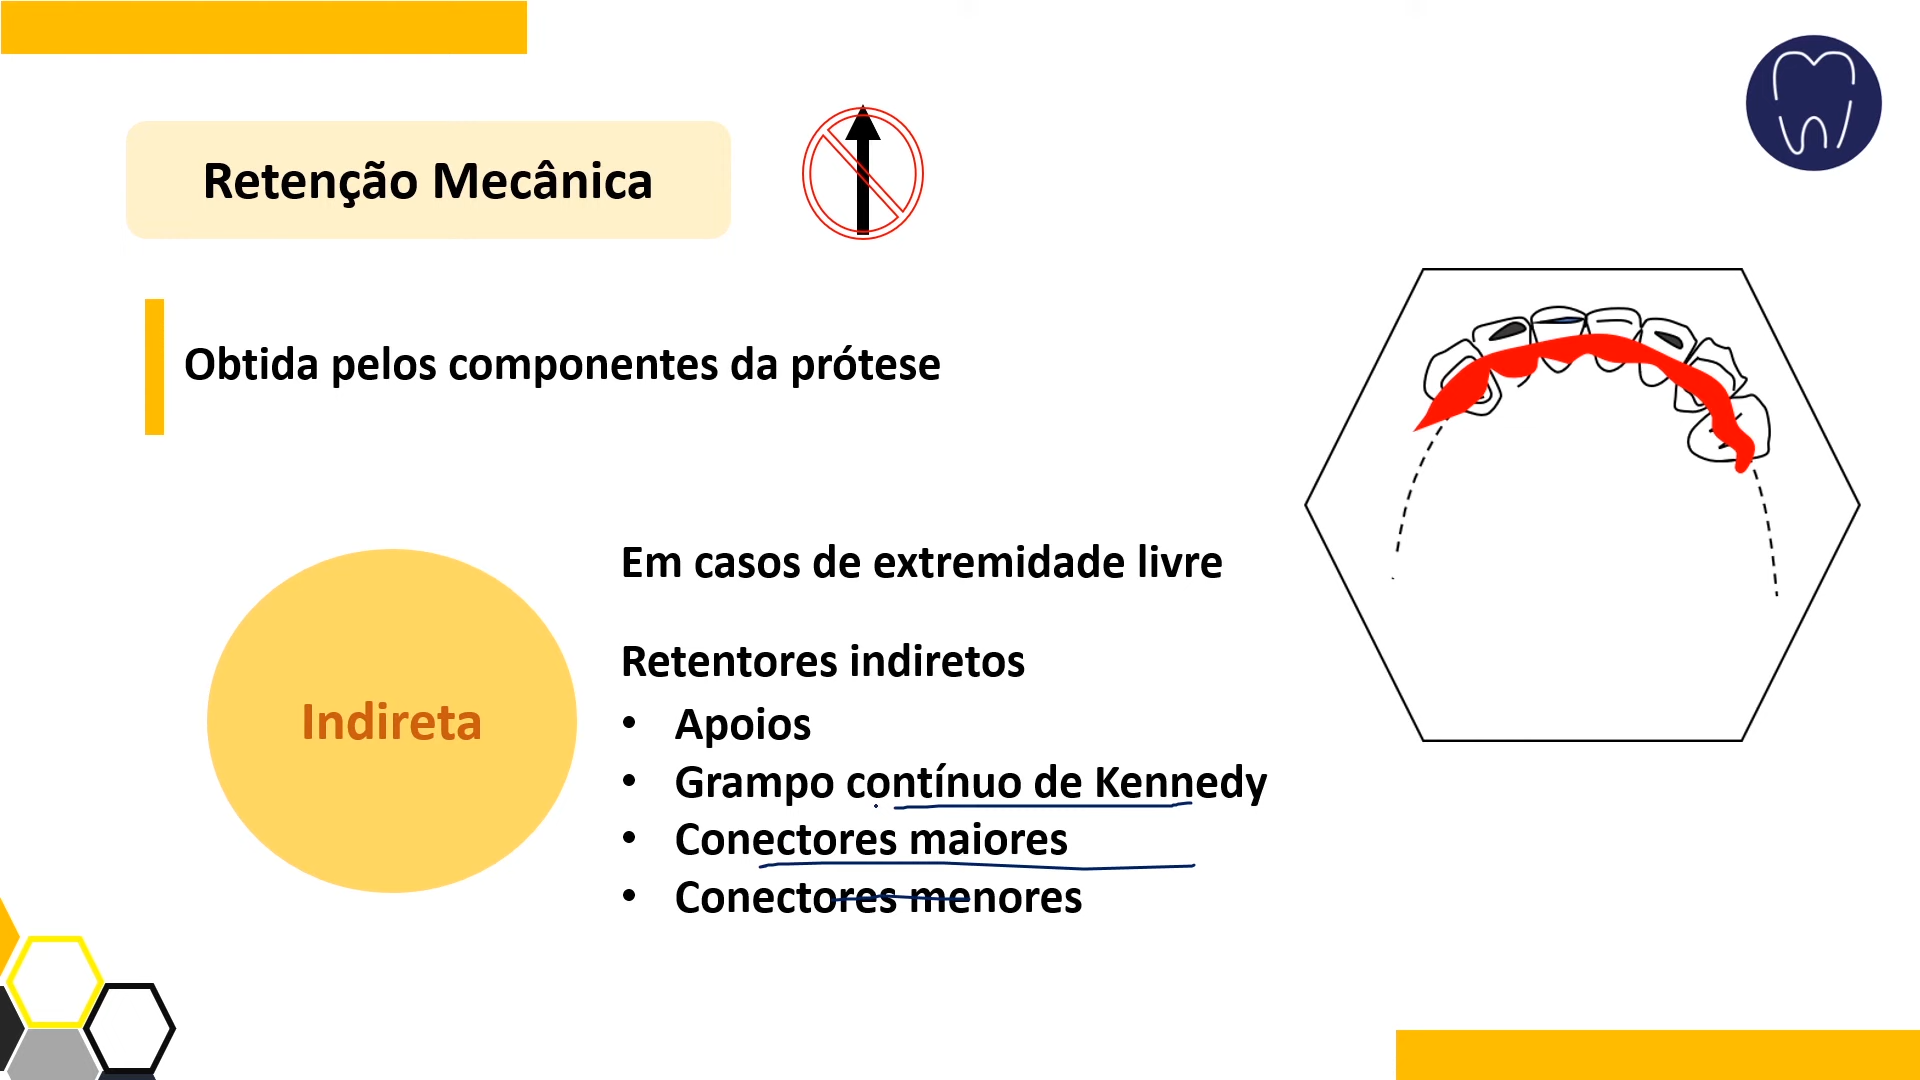 Retenção Mecânica
Obtida pelos componentes da prótese
Indireta
Em casos de extremidade livre
Retentores indiretos
• Apoios
• Grampo contínuo de Kennedy
• Conectores maiores
• Conectores menores